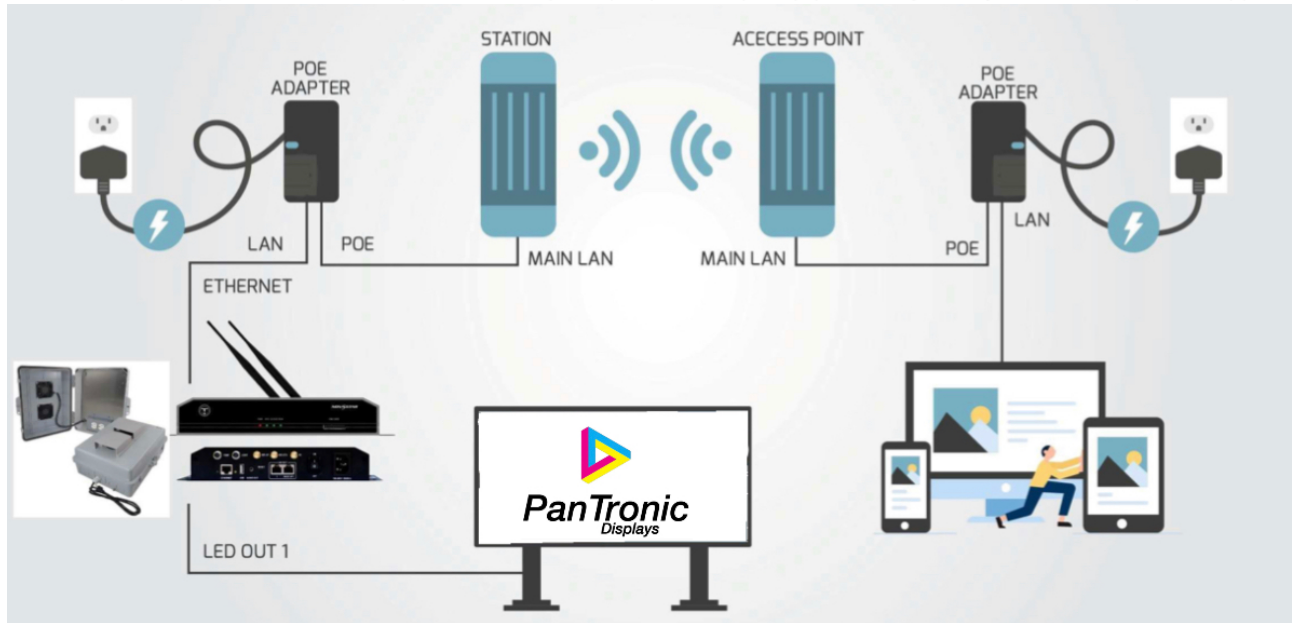 STATION
ACECESS POINT
POE
ADAPTER
POE
ADAPTER
LAN
POE
MAIN LAN
MAIN LAN
POE
LAN
ETHERNET
LED OUT 1
PanTronic
Displays